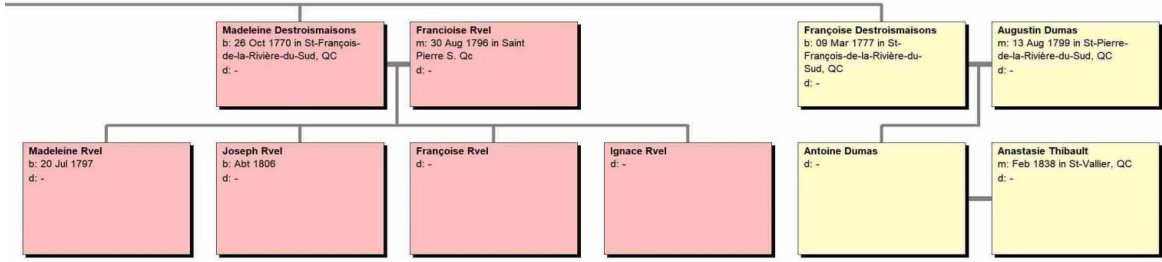 Madeleine Destroismaisons
b: 26 Oct 1770 in St-François-
de-la-Rivière-du-Sud, QC
d: -
Francioise Rvel
m: 30 Aug 1796 in Saint
Pierre S. Qc
d: -
Françoise Destroismaisons
b: 09 Mar 1777 in St-
François-de-la-Rivière-du-
Sud, QC
d: -
Augustin Dumas
m: 13 Aug 1799 in St-Pierre-
de-la-Rivière-du-Sud, QC
d: -
Madeleine Rvel
b: 20 Jul 1797
d: -
Joseph Rvel
b: Abt 1806
d: -
Françoise Rvel
d: -
Ignace Rvel
d: -
Antoine Dumas
d: -
Anastasie Thibault
m: Feb 1838 in St-Vallier, QC
d: -